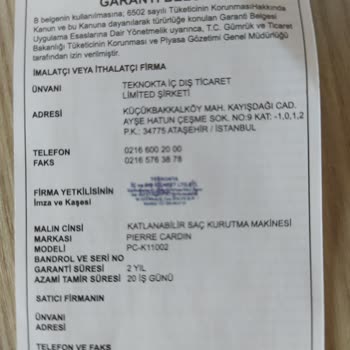 GARANTİ BEL
B belgenin kullanılmasına; 6502 sayılı Tüketicinin KorunmasıHakkında
Kanun ve bu Kanuna dayanılarak türürlüğe konulan Garanti Belgesi
Uygulama Esaslarına Dair Yönetmelik uyarınca, T.C. Gümrük ve Ticaret
Bakanlığı Tüketicinin Korunması ve Piyasa Gözetimi Genel Müdürlüğü
tarafından izin verilmiştir.
İMALATÇI VEYA İTHALATÇI FİRMA
ÜNVANI TEKNOKTA İÇ DIŞ TİCARET
LİMİTED ŞİRKETİ
ADRESİ KÜÇÜKBAKKALKÖY MAH. KAYIŞDAĞI CAD.
AYŞE HATUN ÇEŞME SOK. NO:9 KAT: -1,0,1,2
P.K.: 34775 ATAŞEHİR / İSTANBUL
TELEFON 0216 600 20 00
FAKS 0216 576 38 78
FİRMA YETKİLİSİNİN
İmza ve Kaşesi
TEKNOKTA
MALIN CİNSİ KATLANABİLİR SAÇ KURUTMA MAKİNESİ
MARKASI PIERRE CARDIN
MODELİ PC-K11002
BANDROL VE SERİ NO
GARANTİ SÜRESİ 2 YIL
AZAMİ TAMİR SÜRESİ 20 İŞ GÜNÜ
SATICI FİRMANIN
ÜNVANI
ADRESİ
TELEFON VE FAKS